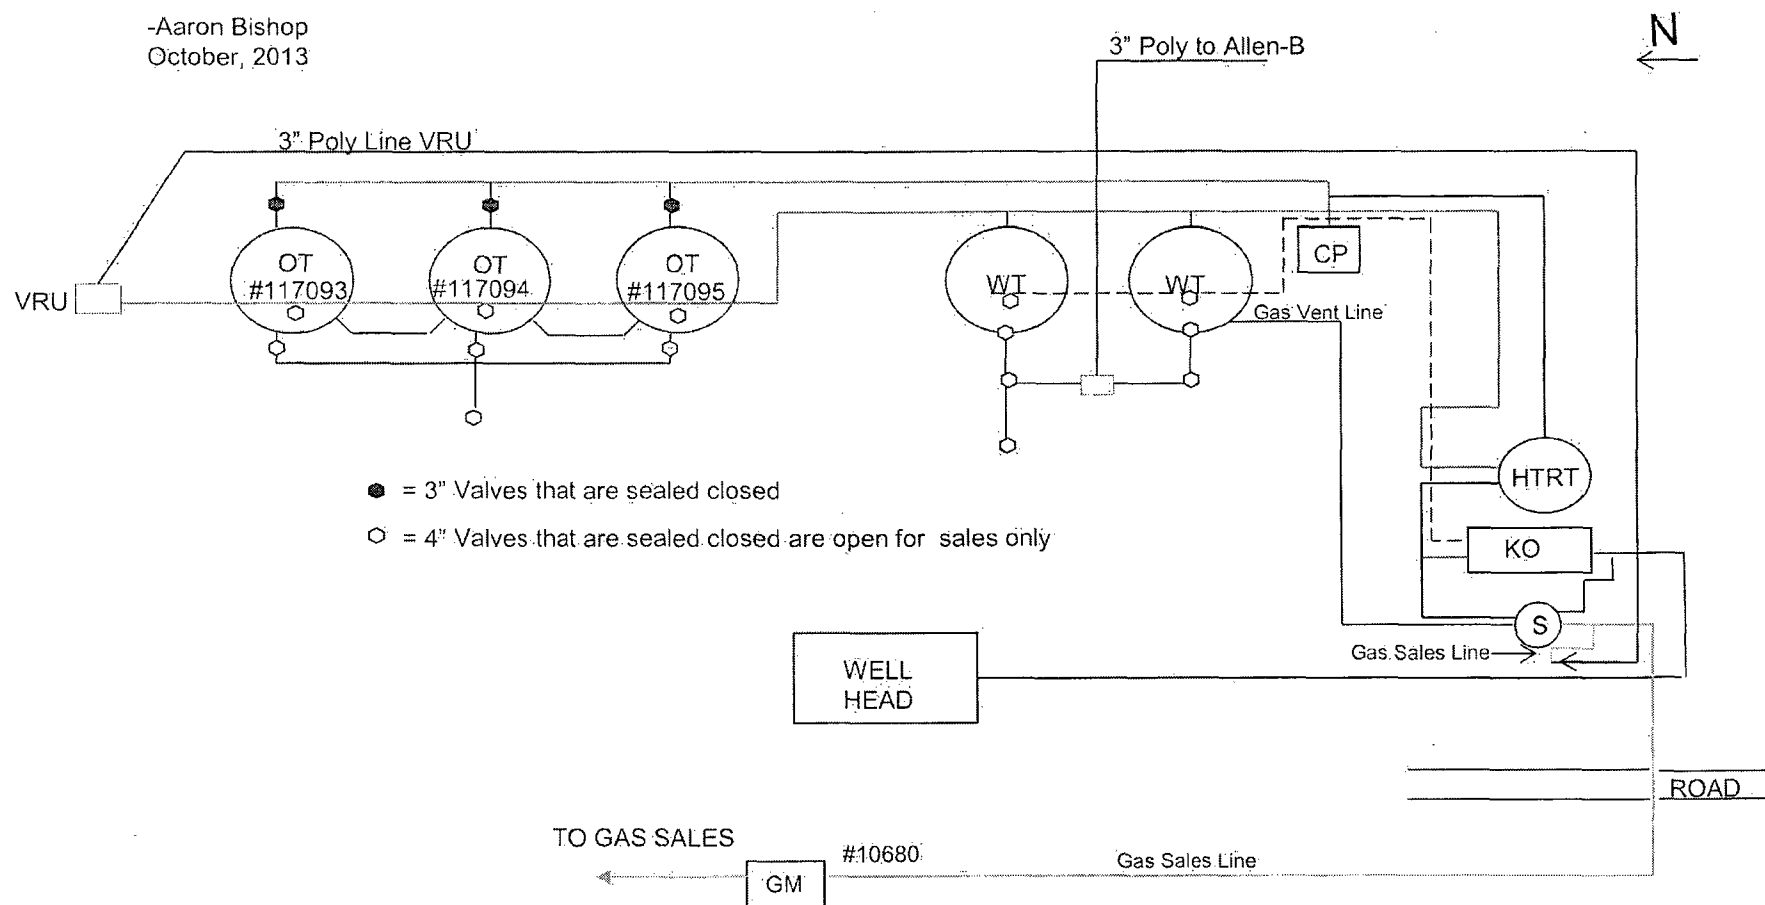 -Aaron Bishop
October, 2013
3" Poly to Allen-B
N
3" Poly Line VRU
VRU
OT
#117093
OT
#117094
OT
#117095
WT
WT
CP
Gas Vent Line
HTRT
= 3" Valves that are sealed closed
= 4" Valves that are sealed closed are open for sales only
KO
S
Gas Sales Line
WELL
HEAD
ROAD
TO GAS SALES
#10680
Gas Sales Line
GM